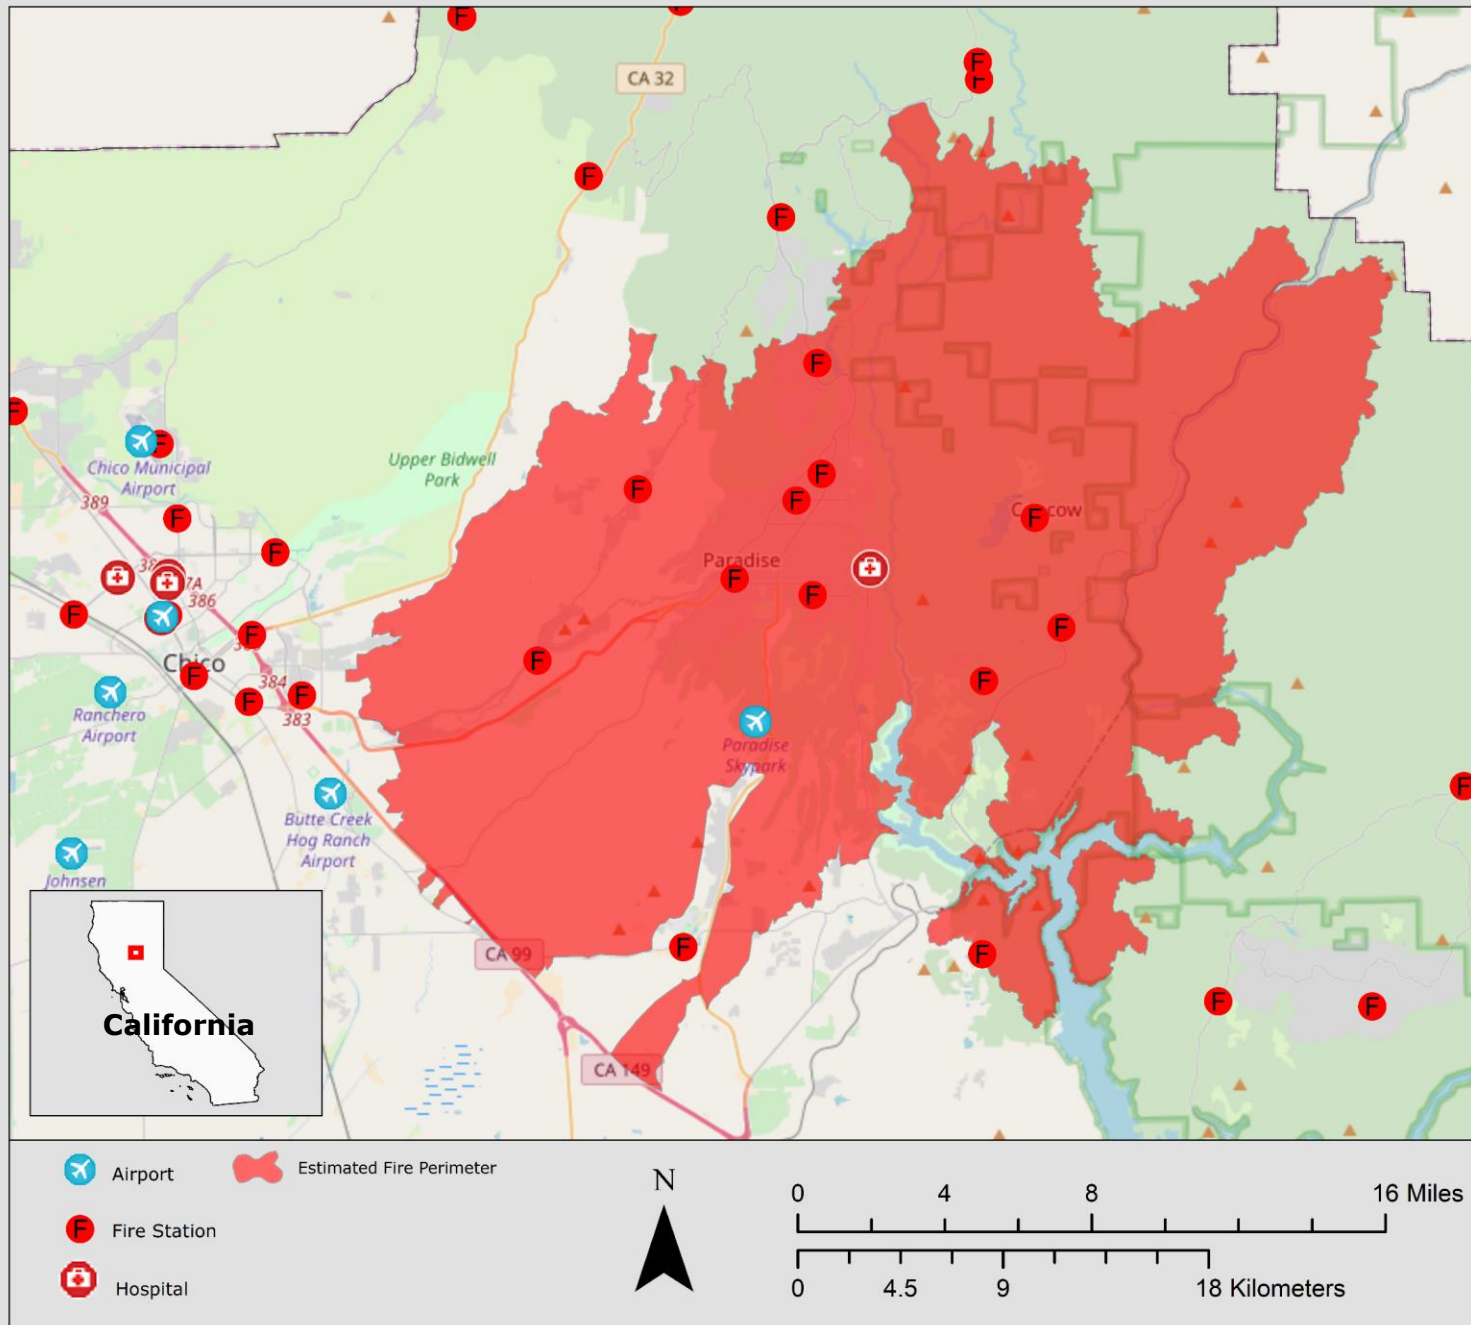 F
F
F
F
CA 32
F
F
F
F
F
F
Chico Municipal
Airport
Upper Bidwell
Park
389
F
F
F
F
F
F
Paradise
F
F
386
F
F
F
Chico
F
384
F
F
383
F
F
Ranchero
Airport
Paradise
Skypark
F
Butte Creek
Hog Ranch
Airport
Johnsen
CA 99
F
F
F
F
CA 149
California
Airport
Estimated Fire Perimeter
F Fire Station
Hospital
N
0 4 8 16 Miles
0 4.5 9 18 Kilometers